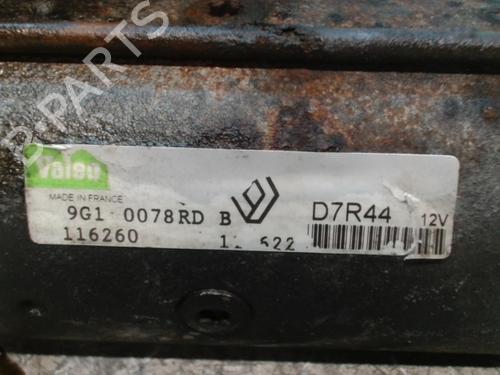 B-PARTS
Valeo
MADE IN FRANCE
9G1 0078RD B
D7R44 12V
116260